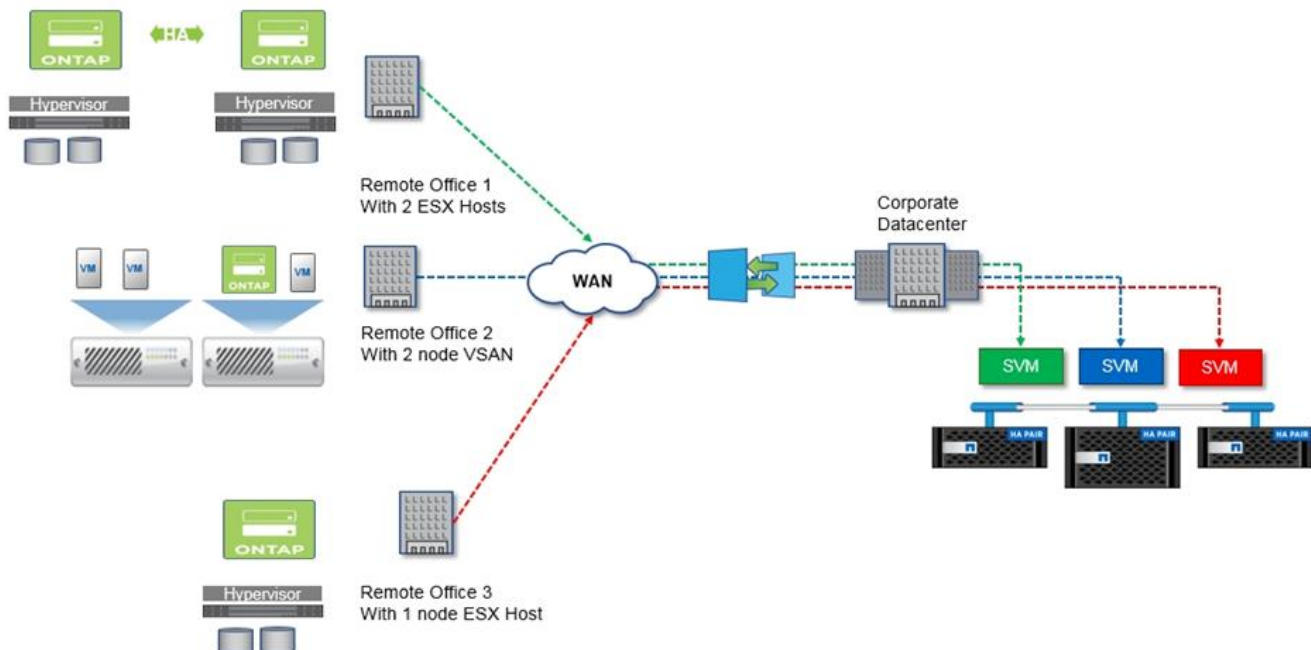 HA
ONTAP
ONTAP
Hypervisor
Hypervisor
Remote Office 1
With 2 ESX Hosts
VM
VM
ONTAP
VM
Remote Office 2
With 2 node VSAN
WAN
Corporate
Datacenter
SVM
SVM
SVM
HA PAIR
HA PAIR
HA PAIR
ONTAP
Hypervisor
Remote Office 3
With 1 node ESX Host